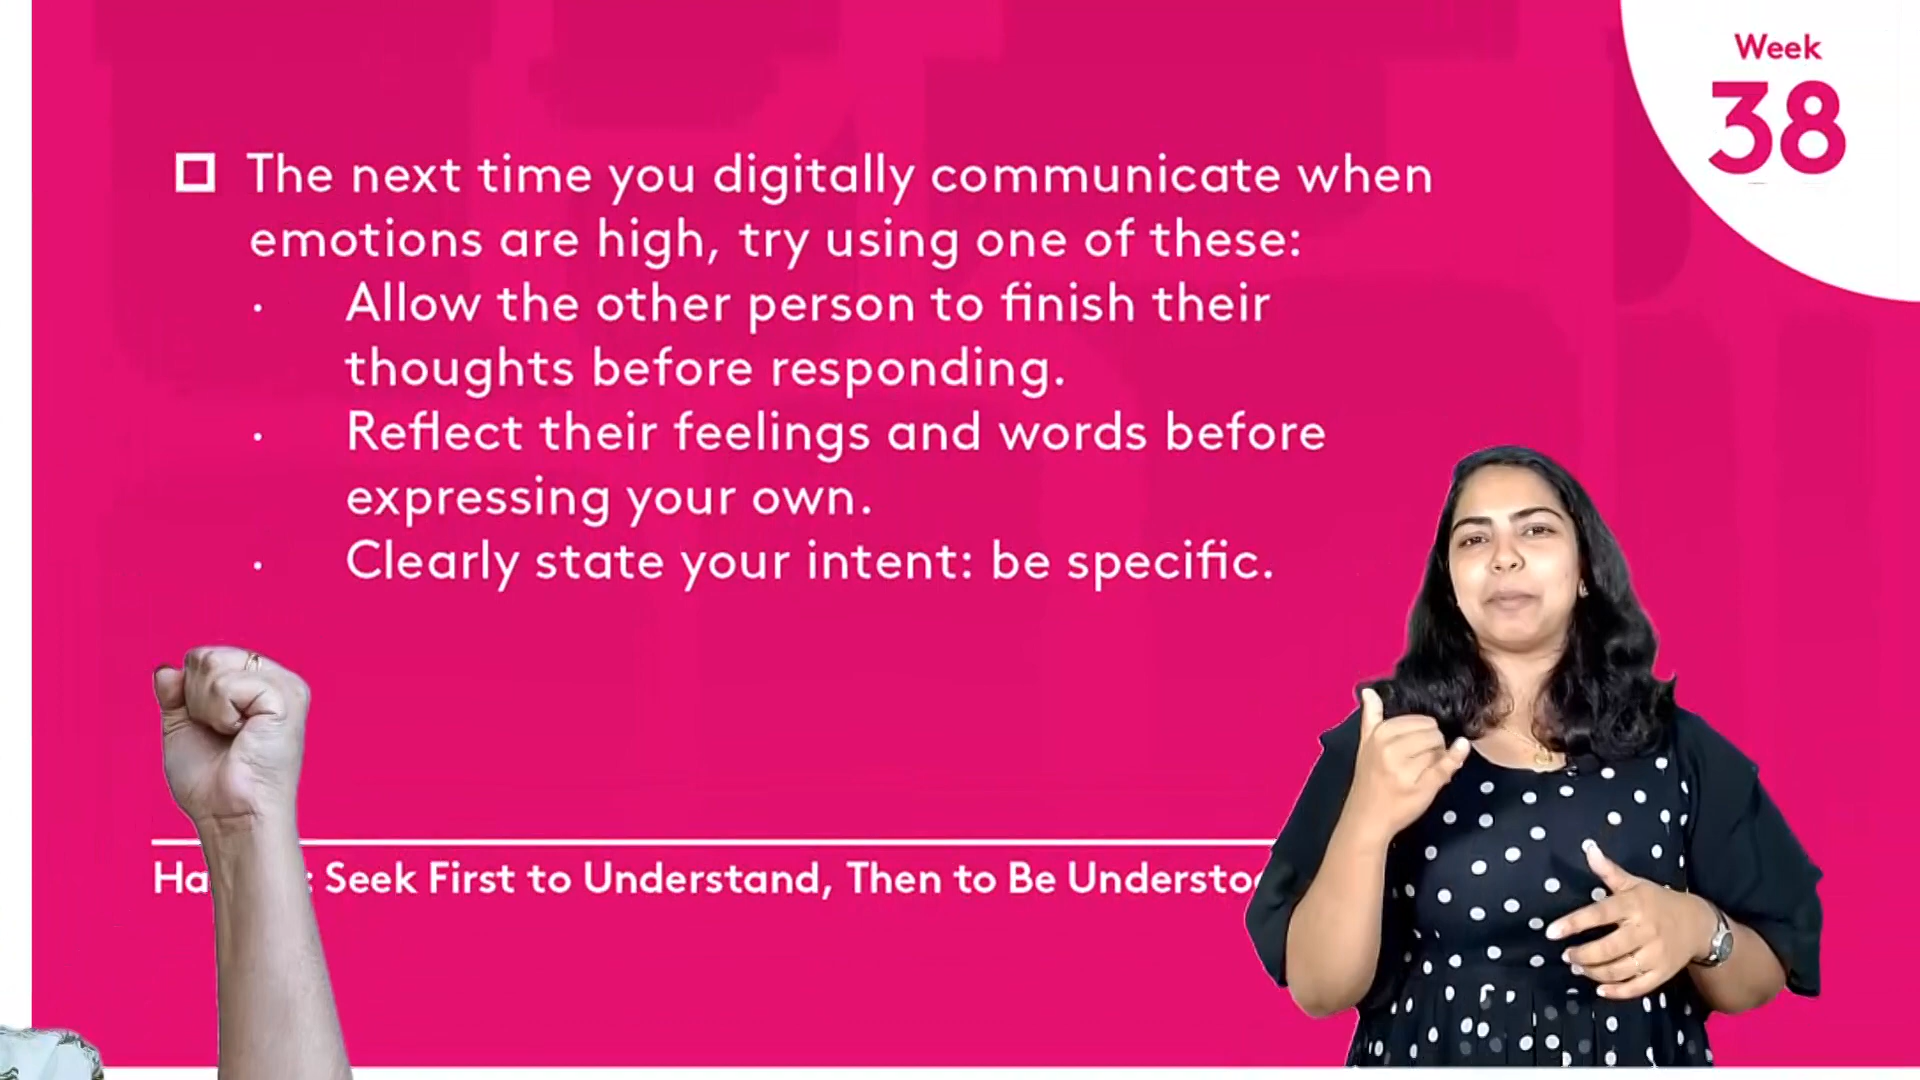 Week
38
The next time you digitally communicate when
emotions are high, try using one of these:
· Allow the other person to finish their
thoughts before responding.
· Reflect their feelings and words before
expressing your own.
· Clearly state your intent: be specific.
Seek First to Understand, Then to Be